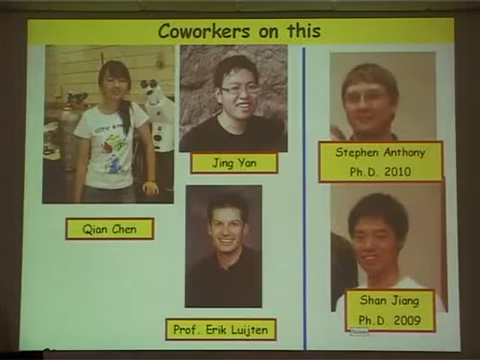 Coworkers on this
Jing Yan
Stephen Anthony
Ph.D. 2010
Qian Chen
Prof. Erik Luijten
Shan Jiang
Ph.D. 2009